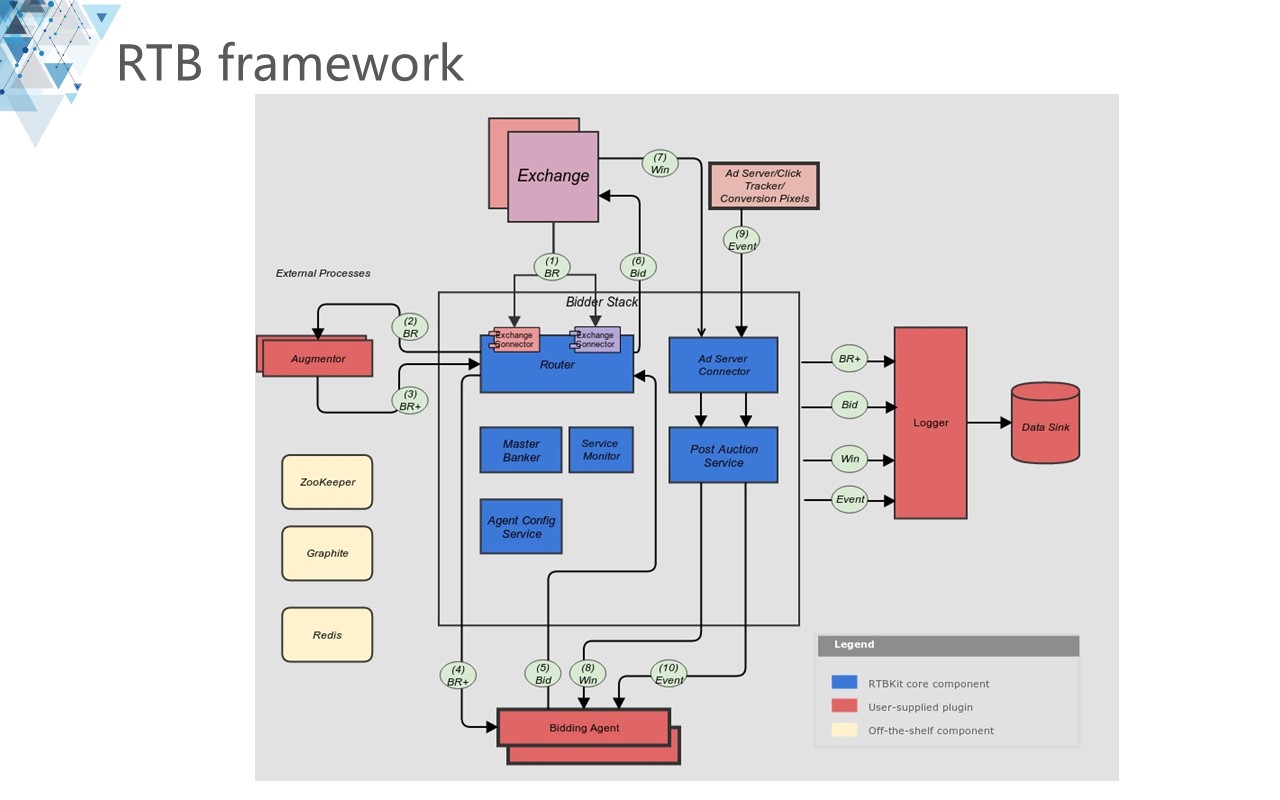 RTB framework
Exchange
(7)
Win
Ad Server/Click
Tracker/
Conversion Pixels
(9)
Event
(1)
BR
(6)
Bid
External Processes
Bidder Stack
(2)
BR
Exchange
Connector
Exchange
Connector
Router
Augmentor
(3)
BR+
Ad Server
Connector
BR+
Bid
Win
Event
Logger
Data Sink
Master
Banker
Service
Monitor
Post Auction
Service
Agent Config
Service
ZooKeeper
Graphite
Redis
(4)
BR+
(5)
Bid
(8)
Win
(10)
Event
Bidding Agent
Legend
RTBKit core component
User-supplied plugin
Off-the-shelf component